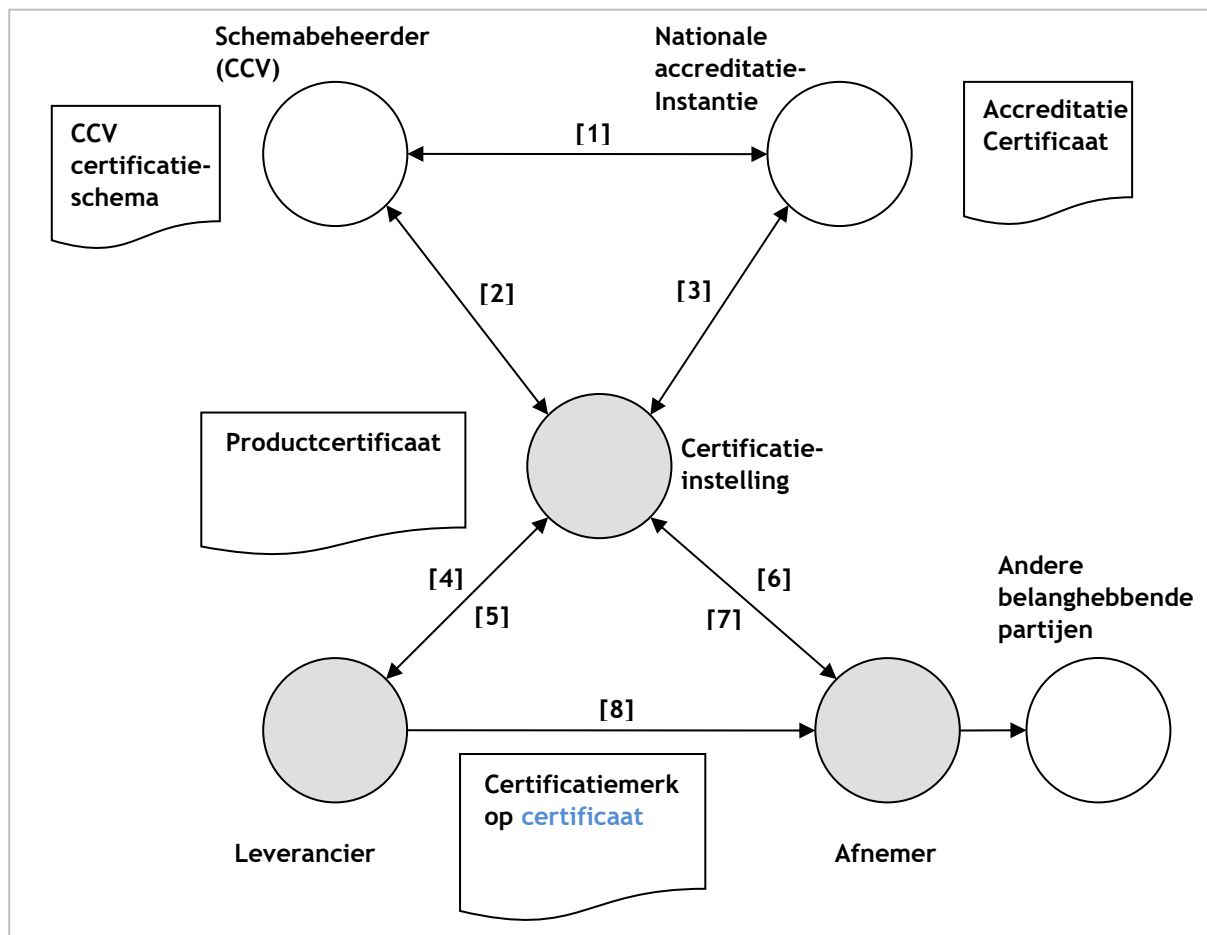 Schemabeheerder
(CCV)
Nationale
accreditatie-
Instantie
CCV
certificatie-
schema
[1]
Accreditatie
Certificaat
[2]
[3]
Productcertificaat
Certificatie-
instelling
[4]
[5]
[6]
[7]
Andere
belanghebbende
partijen
[8]
Certificatiemerk
op certificaat
Leverancier
Afnemer